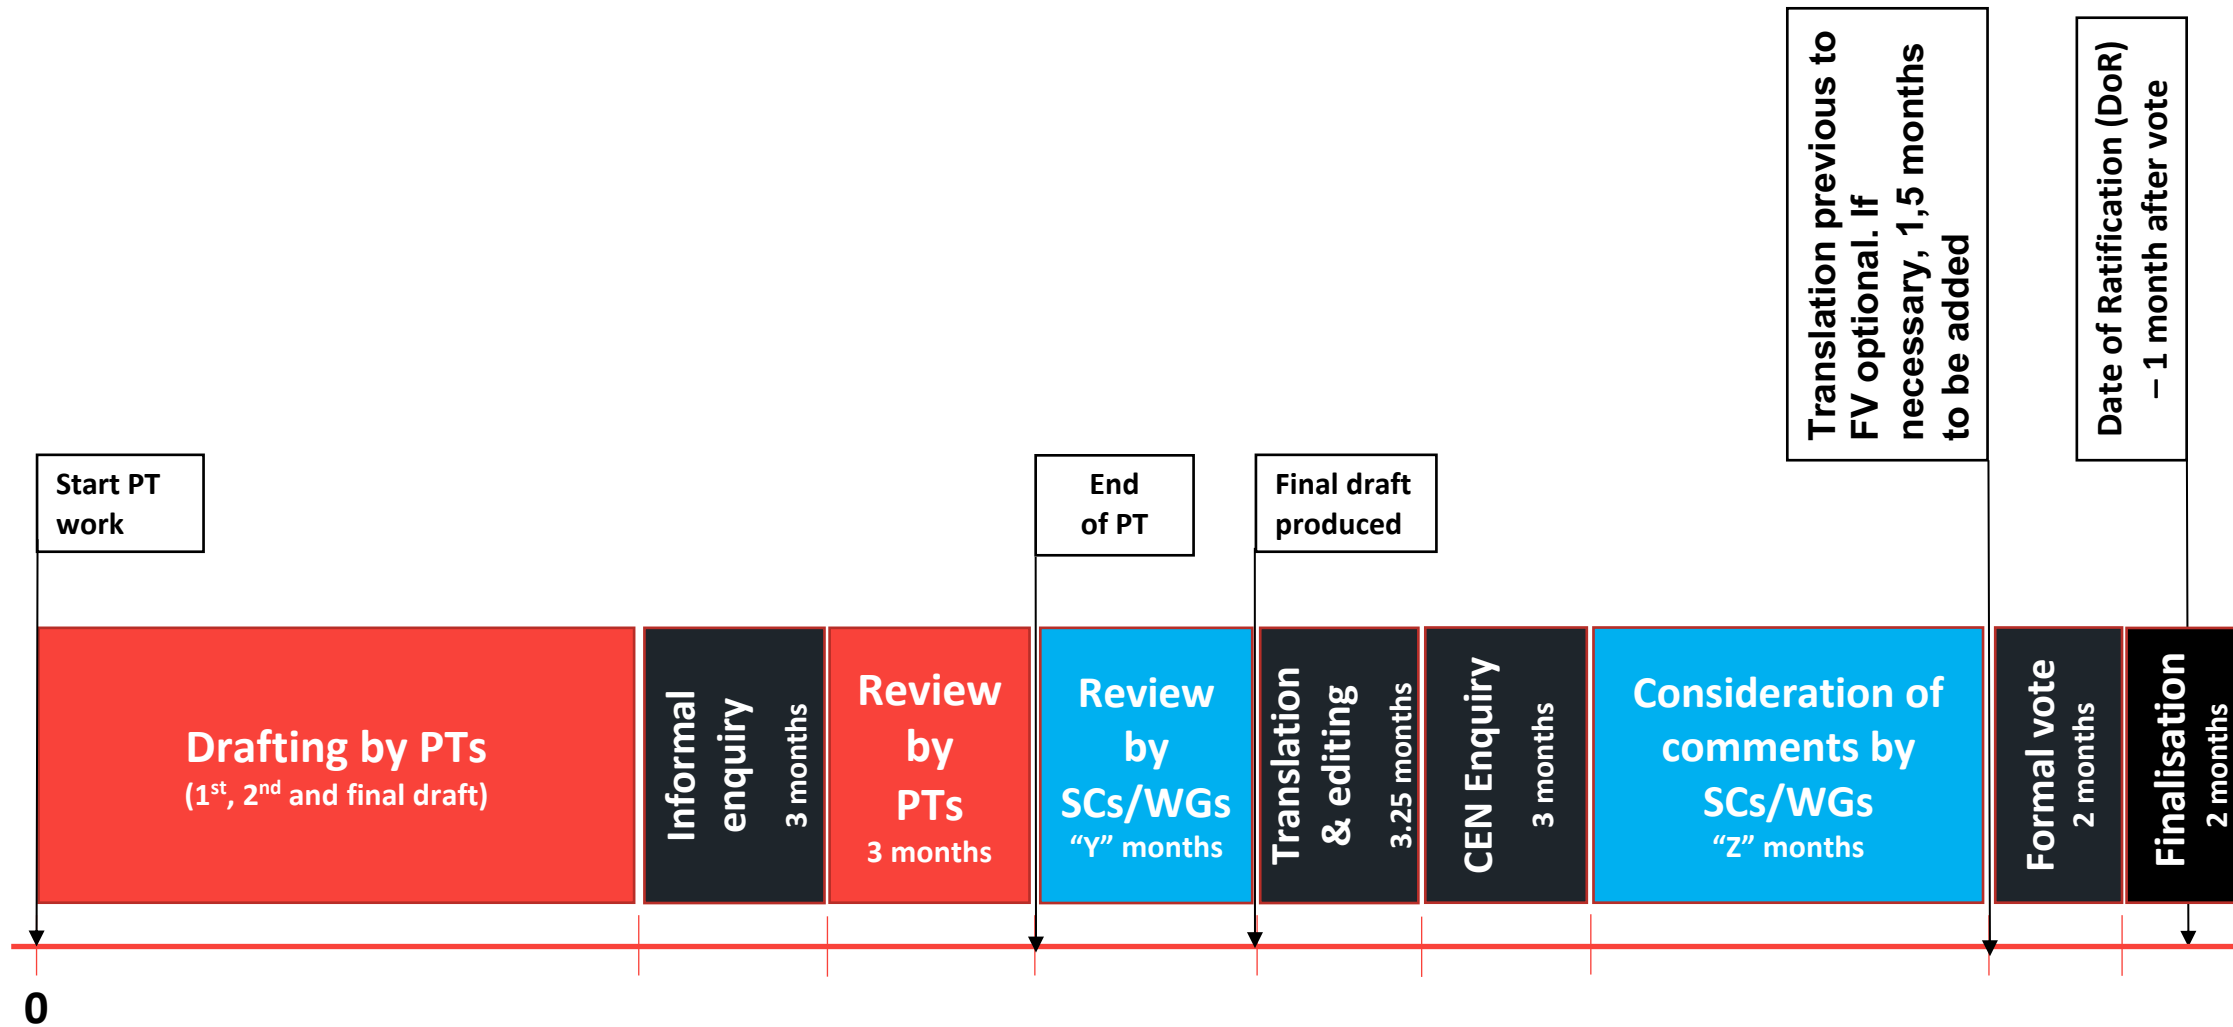 Translation previous to
FV optional. If
necessary, 1,5 months
to be added
Date of Ratification (DoR)
– 1 month after vote
Start PT
work
End
of PT
Final draft
produced
Drafting by PTs
(1st, 2nd and final draft)
Informal
enquiry
3 months
Review
by
PTs
3 months
Review
by
SCs/WGs
“Y” months
Translation
& editing
3.25 months
CEN Enquiry
3 months
Consideration of
comments by
SCs/WGs
“Z” months
Formal vote
2 months
Finalisation
2 months
0